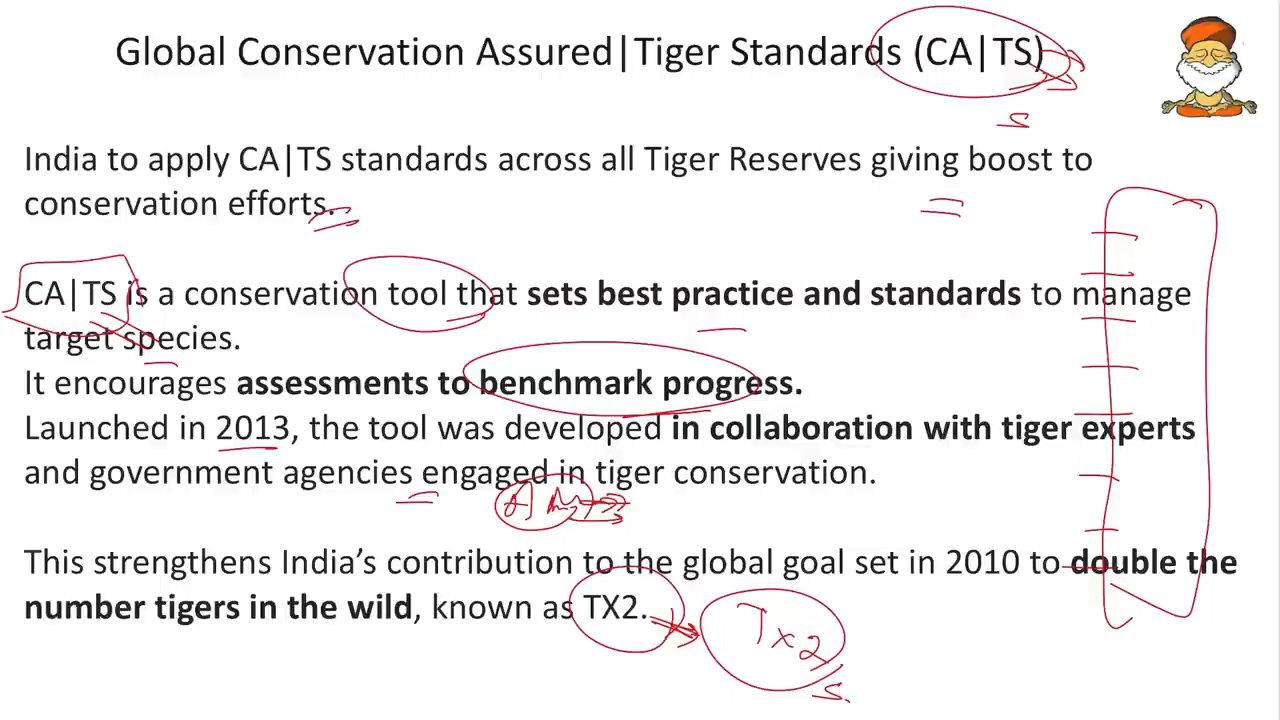 Global Conservation Assured|Tiger Standards (CA|TS)
India to apply CA|TS standards across all Tiger Reserves giving boost to
conservation efforts.
CA|TS is a conservation tool that sets best practice and standards to manage
target species.
It encourages assessments to benchmark progress.
Launched in 2013, the tool was developed in collaboration with tiger experts
and government agencies engaged in tiger conservation.
This strengthens India’s contribution to the global goal set in 2010 to double the
number tigers in the wild, known as TX2.
Tx2